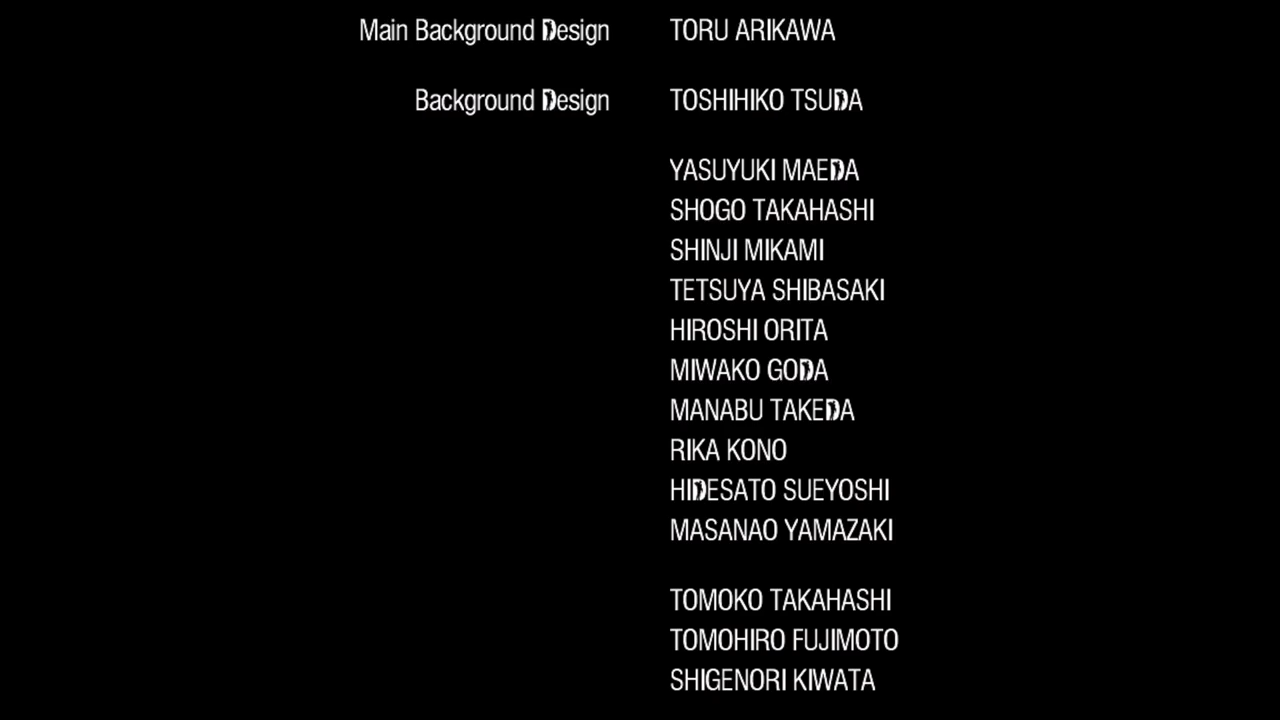 Main Background Design TORU ARIKAWA
Background Design TOSHIHIKO TSUDA
YASUYUKI MAEDA
SHOGO TAKAHASHI
SHINJI MIKAMI
TETSUYA SHIBASAKI
HIROSHI ORITA
MIWAKO GODA
MANABU TAKEDA
RIKA KONO
HIDESATO SUEYOSHI
MASANAO YAMAZAKI
TOMOKO TAKAHASHI
TOMOHIRO FUJIMOTO
SHIGENORI KIWATA